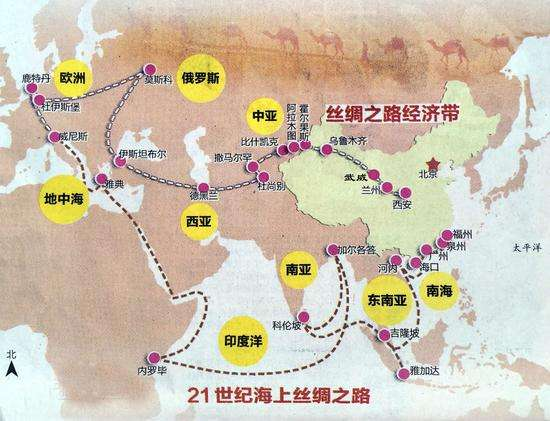 欧洲
俄罗斯
鹿特丹
莫斯科
杜伊斯堡
威尼斯
中亚
阿拉木图
霍尔果斯
丝绸之路经济带
比什凯克
乌鲁木齐
伊斯坦布尔
撒马尔罕
北京
武威
雅典
杜尚别
兰州
地中海
德黑兰
西安
西亚
福州
泉州
广州
太平洋
加尔各答
南亚
河内
海口
东南亚
南海
科伦坡
吉隆坡
印度洋
北
内罗毕
雅加达
21世纪海上丝绸之路